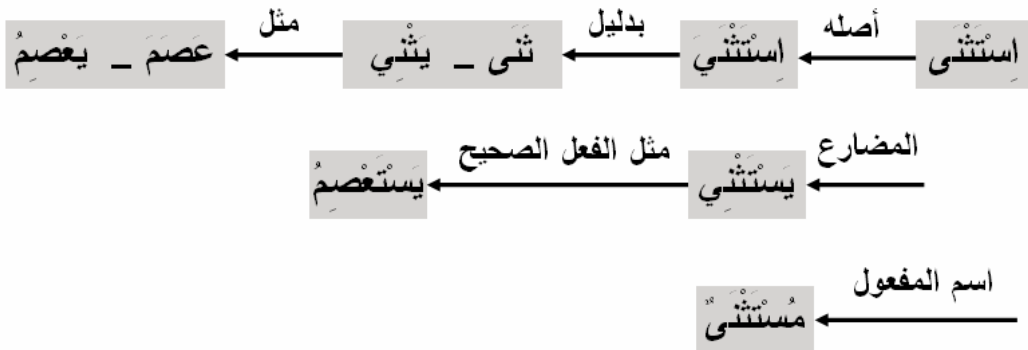 اِسْتَثْنَى أصله اِسْتَثْنَيَ بدليل ثَنَى _ يَثْنِي مثل عَصَمَ _ يَعْصِمُ
المضارع يَسْتَثْنِي مثل الفعل الصحيح يَسْتَعْصِمُ
اسم المفعول مُسْتَثْنَىٌ